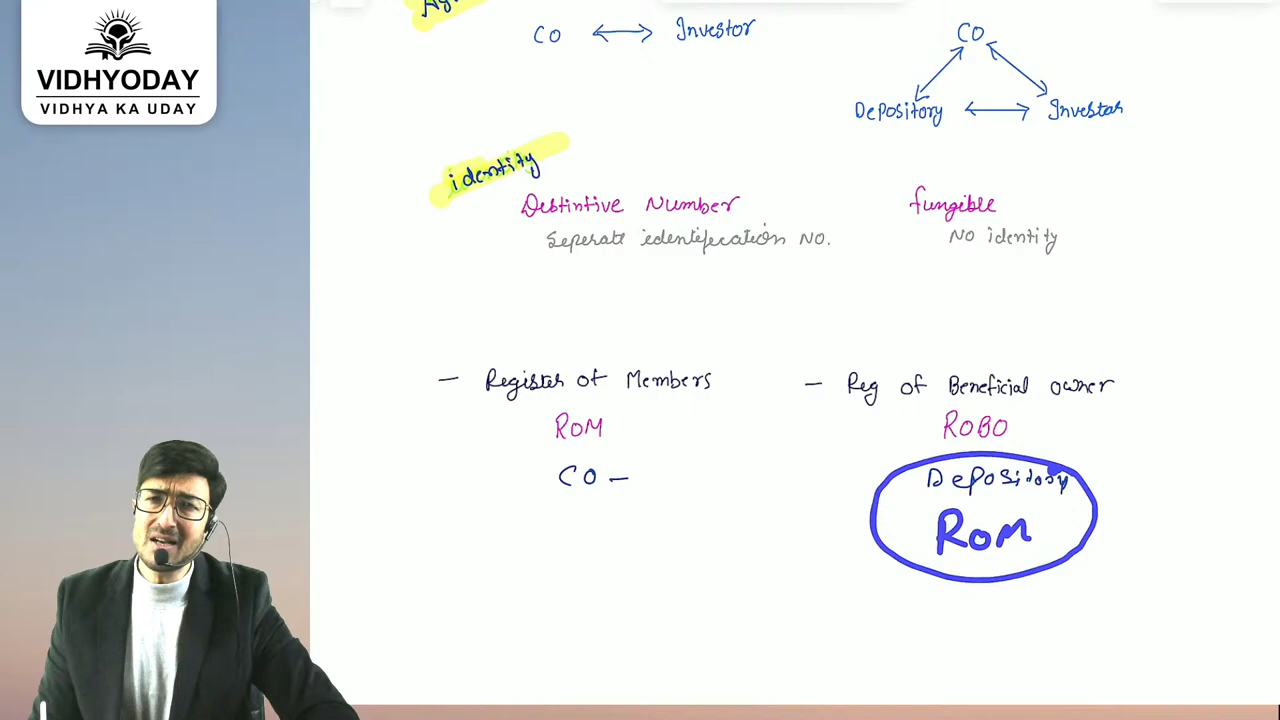 VIDHYODAY
VIDHYA KA UDAY
CO ⟷ Investor
CO
Depository ⟷ Investor
identity
Distintive Number
Seperate identification NO.
fungible
No identity
– Register of Members
ROM
CO –
– Reg of Beneficial owner
ROBO
Depository
ROM